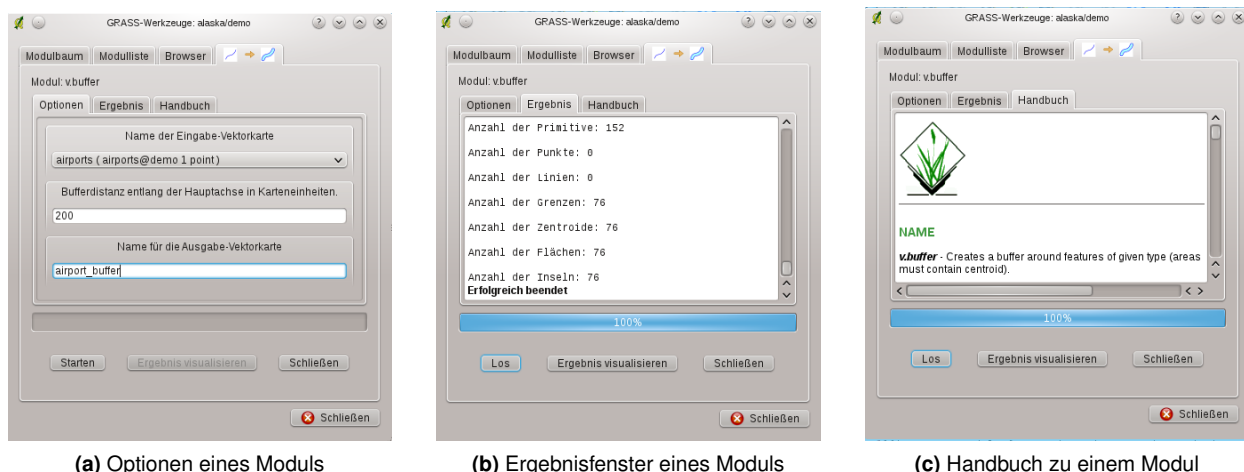 GRASS-Werkzeuge: alaska/demo
Modulbaum Modulliste Browser
Modul: v.buffer
Optionen Ergebnis Handbuch
Name der Eingabe-Vektorkarte
airports ( airports@demo 1 point )
Bufferdistanz entlang der Hauptachse in Karteneinheiten.
200
Name für die Ausgabe-Vektorkarte
airport_buffer
Starten Ergebnis visualisieren Schließen
Schließen
(a) Optionen eines Moduls
GRASS-Werkzeuge: alaska/demo
Modulbaum Modulliste Browser
Modul: v.buffer
Optionen Ergebnis Handbuch
Anzahl der Primitive: 152
Anzahl der Punkte: 0
Anzahl der Linien: 0
Anzahl der Grenzen: 76
Anzahl der Zentroide: 76
Anzahl der Flächen: 76
Anzahl der Inseln: 76
Erfolgreich beendet
100%
Los Ergebnis visualisieren Schließen
Schließen
(b) Ergebnisfenster eines Moduls
GRASS-Werkzeuge: alaska/demo
Modulbaum Modulliste Browser
Modul: v.buffer
Optionen Ergebnis Handbuch
NAME
v.buffer - Creates a buffer around features of given type (areas
must contain centroid).
100%
Los Ergebnis visualisieren Schließen
Schließen
(c) Handbuch zu einem Modul